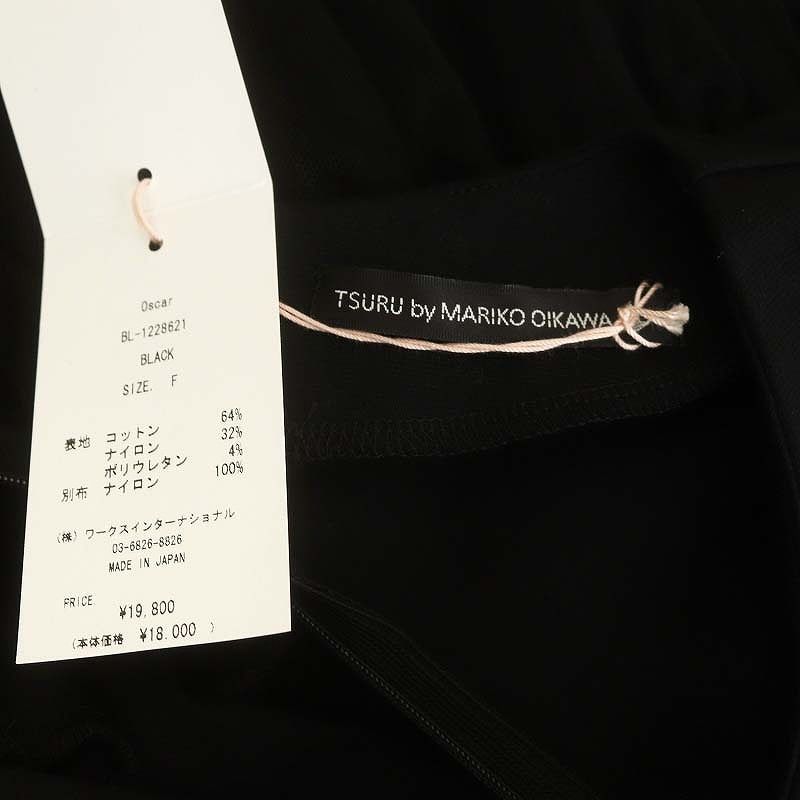 Oscar
BL-1228621
BLACK
SIZE. F
表地 コットン 64%
ナイロン 32%
ポリウレタン 4%
別布 ナイロン 100%
(株) ワークスインターナショナル
03-6826-8826
MADE IN JAPAN
PRICE ¥19,800
(本体価格 ¥18,000 )
TSURU by MARIKO OIKAWA